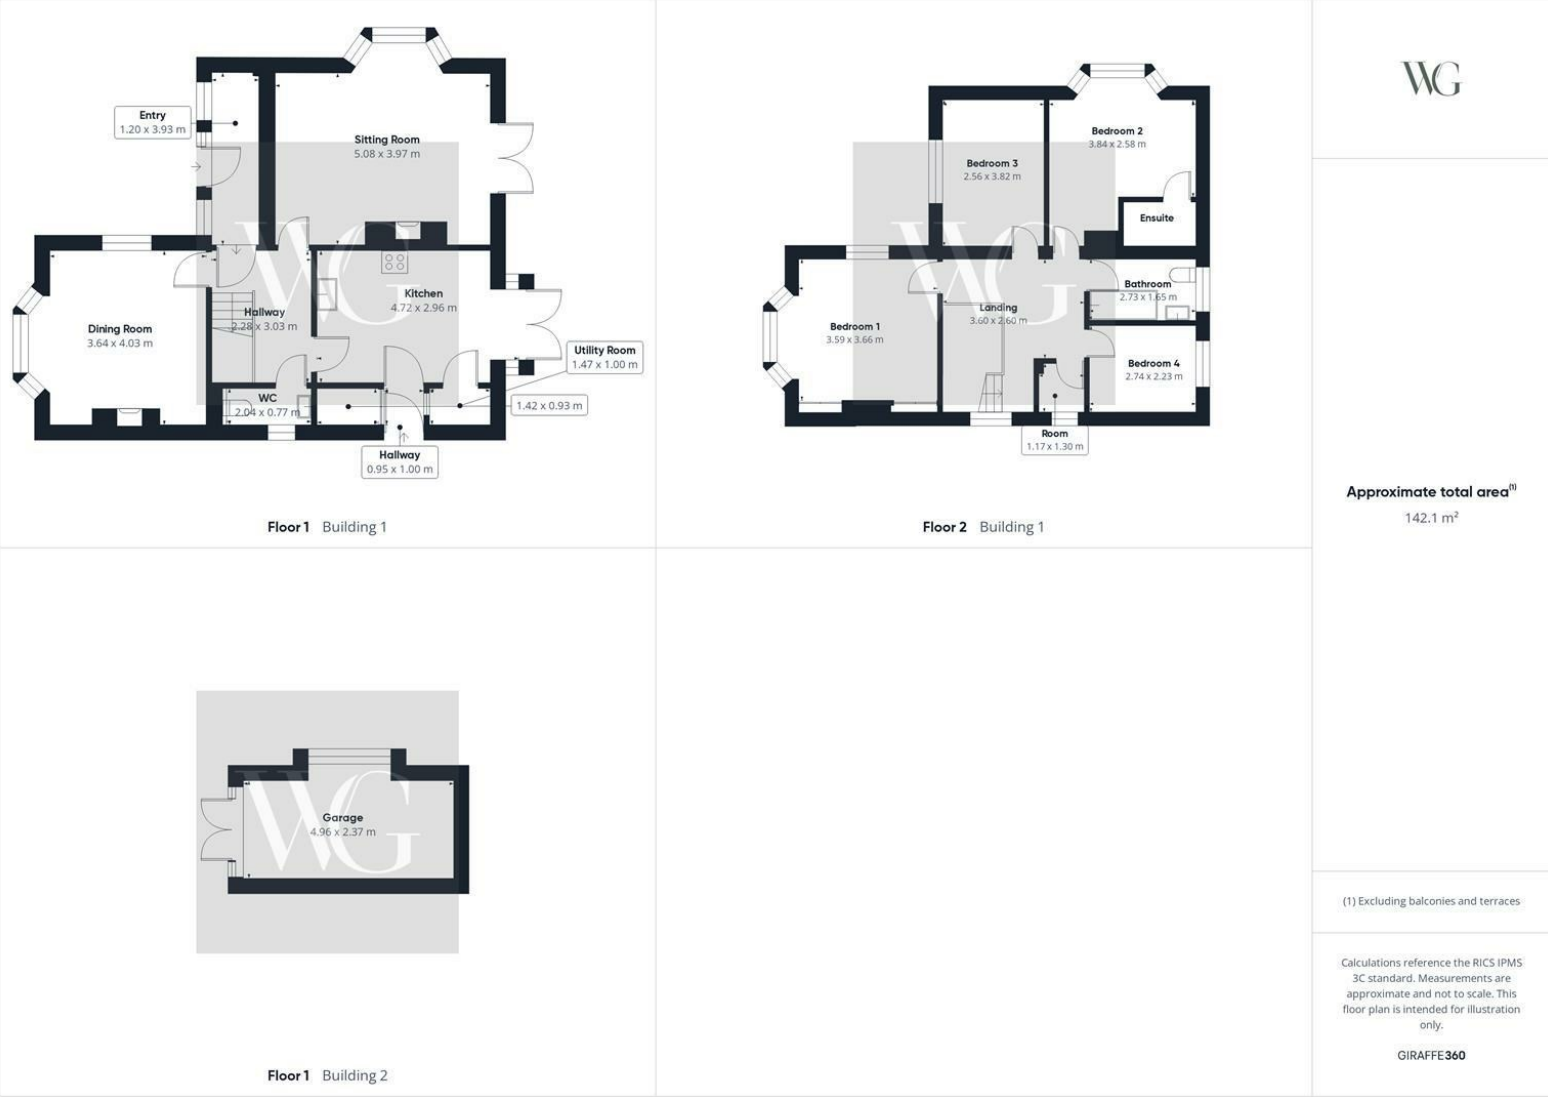 Entry
1.20 x 3.93 m
Sitting Room
5.08 x 3.97 m
Kitchen
4.72 x 2.96 m
Hallway
2.28 x 3.03 m
Dining Room
3.64 x 4.03 m
Utility Room
1.47 x 1.00 m
WC
2.04 x 0.77 m
1.42 x 0.93 m
Hallway
0.95 x 1.00 m
Floor 1 Building 1
Bedroom 2
3.84 x 2.58 m
Bedroom 3
2.56 x 3.82 m
Ensuite
Bathroom
2.73 x 1.65 m
Landing
3.60 x 2.60 m
Bedroom 1
3.59 x 3.66 m
Bedroom 4
2.74 x 2.23 m
Room
1.17 x 1.30 m
Floor 2 Building 1
Garage
4.96 x 2.37 m
Floor 1 Building 2
WG
WG
WG
WG
Approximate total area(1)
142.1 m²
(1) Excluding balconies and terraces
Calculations reference the RICS IPMS
3C standard. Measurements are
approximate and not to scale. This
floor plan is intended for illustration
only.
GIRAFFE360